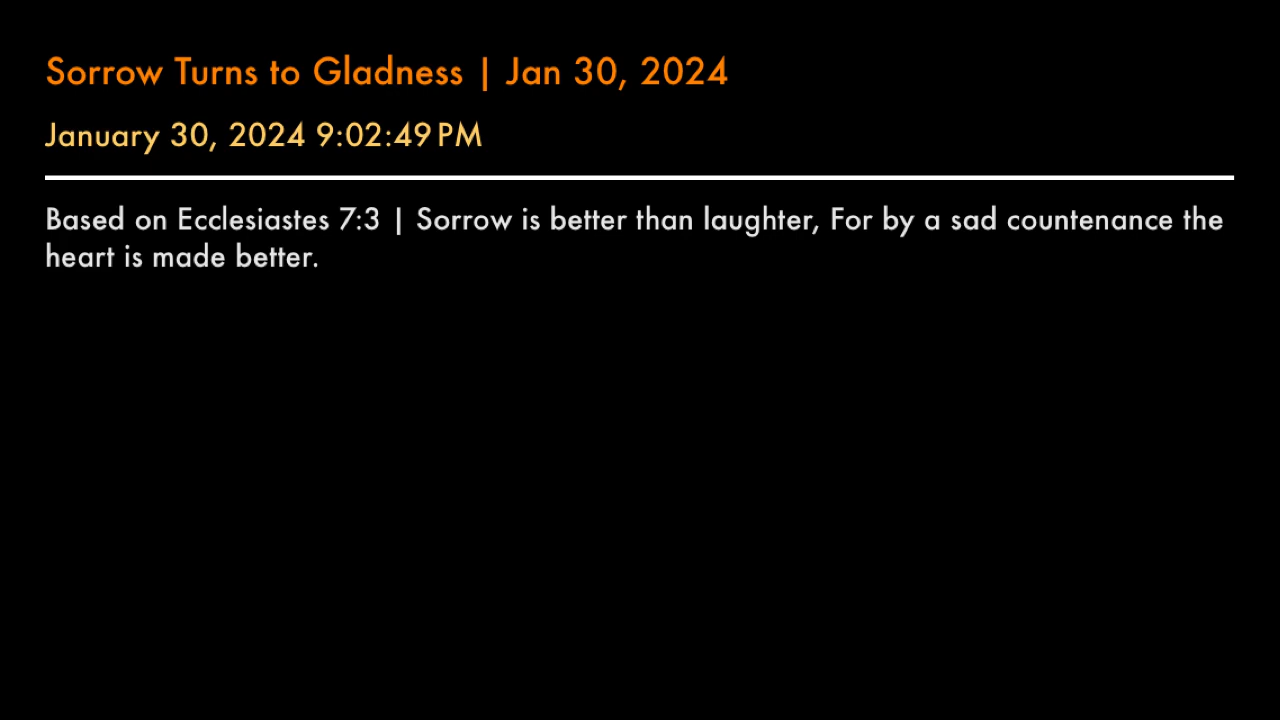 Sorrow Turns to Gladness | Jan 30, 2024
January 30, 2024 9:02:49 PM
Based on Ecclesiastes 7:3 | Sorrow is better than laughter, For by a sad countenance the
heart is made better.